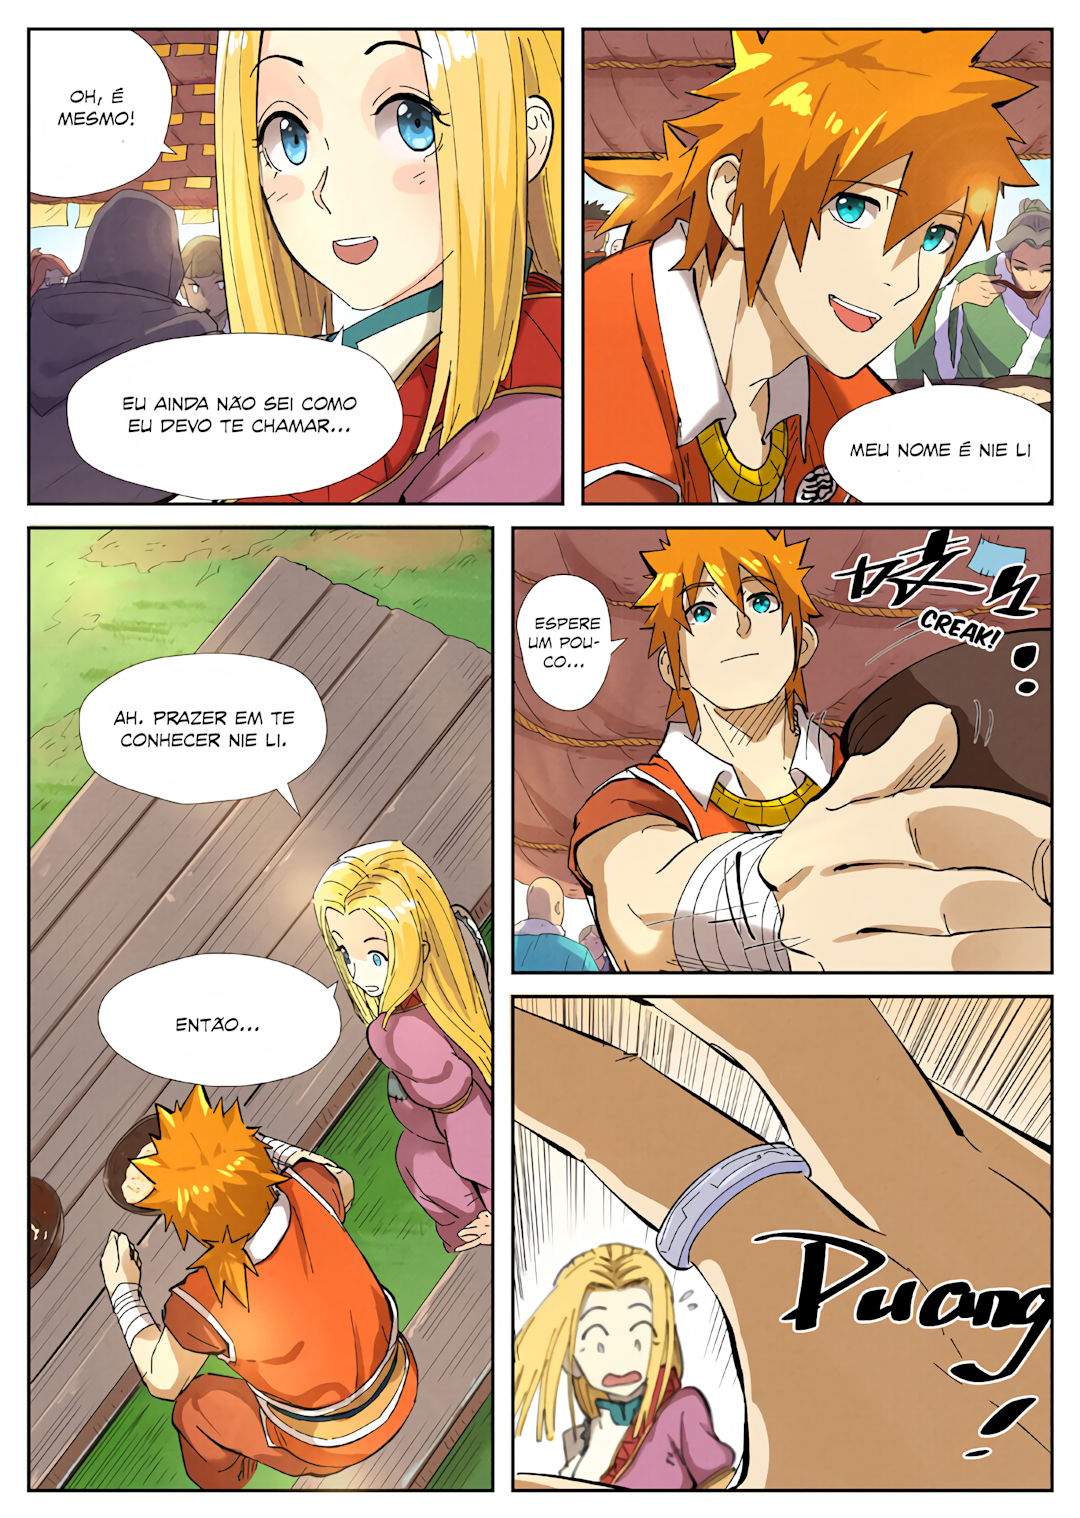 OH, É
MESMO!
EU AINDA NÃO SEI COMO
EU DEVO TE CHAMAR...
MEU NOME É NIE LI
AH. PRAZER EM TE
CONHECER NIE LI.
ENTÃO...
ESPERE
UM POU-
CO...
CREAK!
Duang